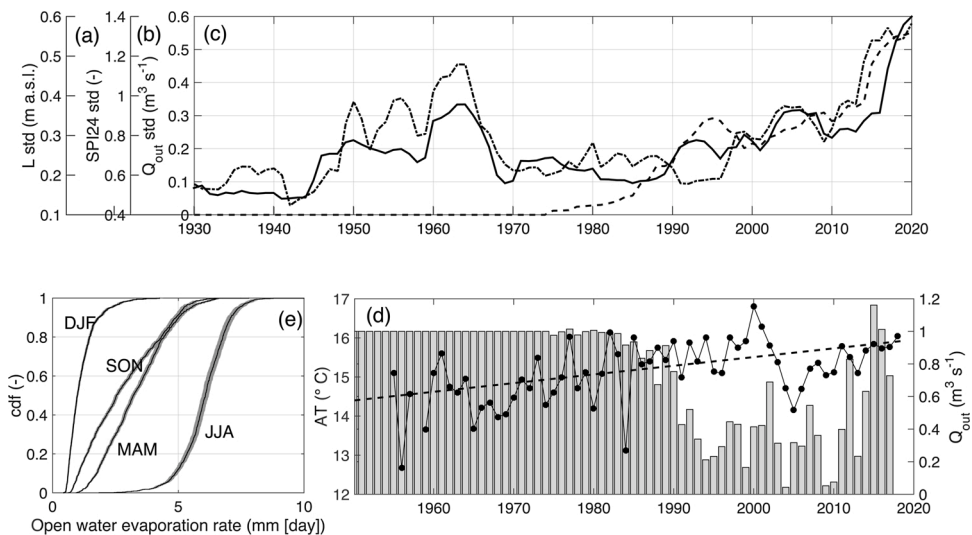 0.6
0.5
0.4
0.3
0.2
0.1
L std (m a.s.l.)
(a)
1.4
1.2
1
0.8
0.6
0.4
SPI24 std (-)
(b)
0.6
0.5
0.4
0.3
0.2
0.1
0
Qout std (m3 s-1)
(c)
1930 1940 1950 1960 1970 1980 1990 2000 2010 2020
1
0.8
0.6
0.4
0.2
0
cdf (-)
DJF
SON
MAM
JJA
(e)
0 5 10
Open water evaporation rate (mm [day])
17
16
15
14
13
12
AT (° C)
(d)
1.2
1
0.8
0.6
0.4
0.2
0
Qout (m3 s-1)
1960 1970 1980 1990 2000 2010 2020